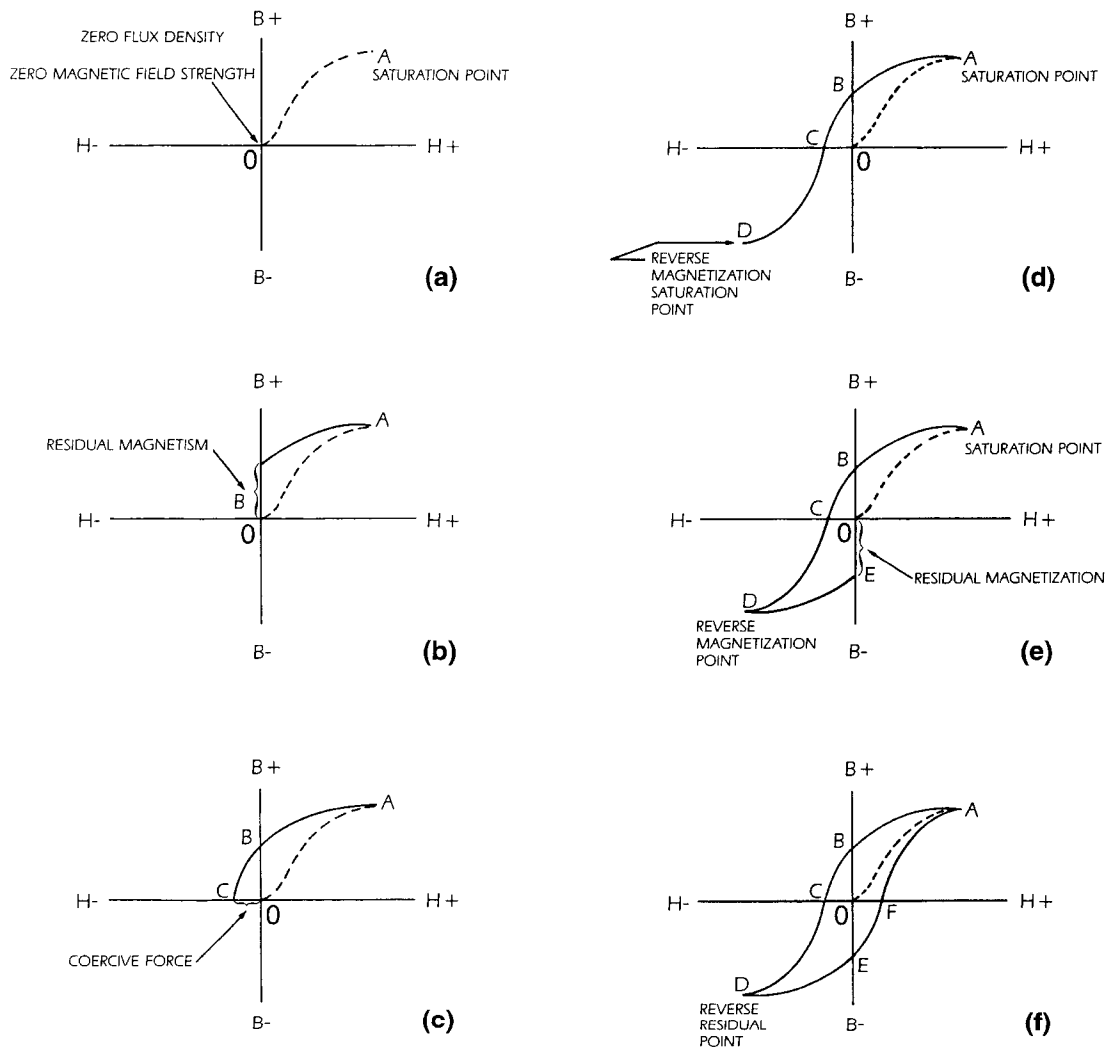 B+
ZERO FLUX DENSITY
A
ZERO MAGNETIC FIELD STRENGTH
SATURATION POINT
H-
H+
0
B-
(a)
B+
RESIDUAL MAGNETISM
A
B
H-
H+
0
B-
(b)
B+
A
B
C
H-
H+
0
COERCIVE FORCE
B-
(c)
B+
A
SATURATION POINT
B
C
H-
H+
0
D
REVERSE
MAGNETIZATION
SATURATION
POINT
B-
(d)
B+
A
SATURATION POINT
B
C
H-
H+
0
E
RESIDUAL MAGNETIZATION
D
REVERSE
MAGNETIZATION
POINT
B-
(e)
B+
A
B
C
H-
H+
0
F
E
D
REVERSE
RESIDUAL
POINT
B-
(f)